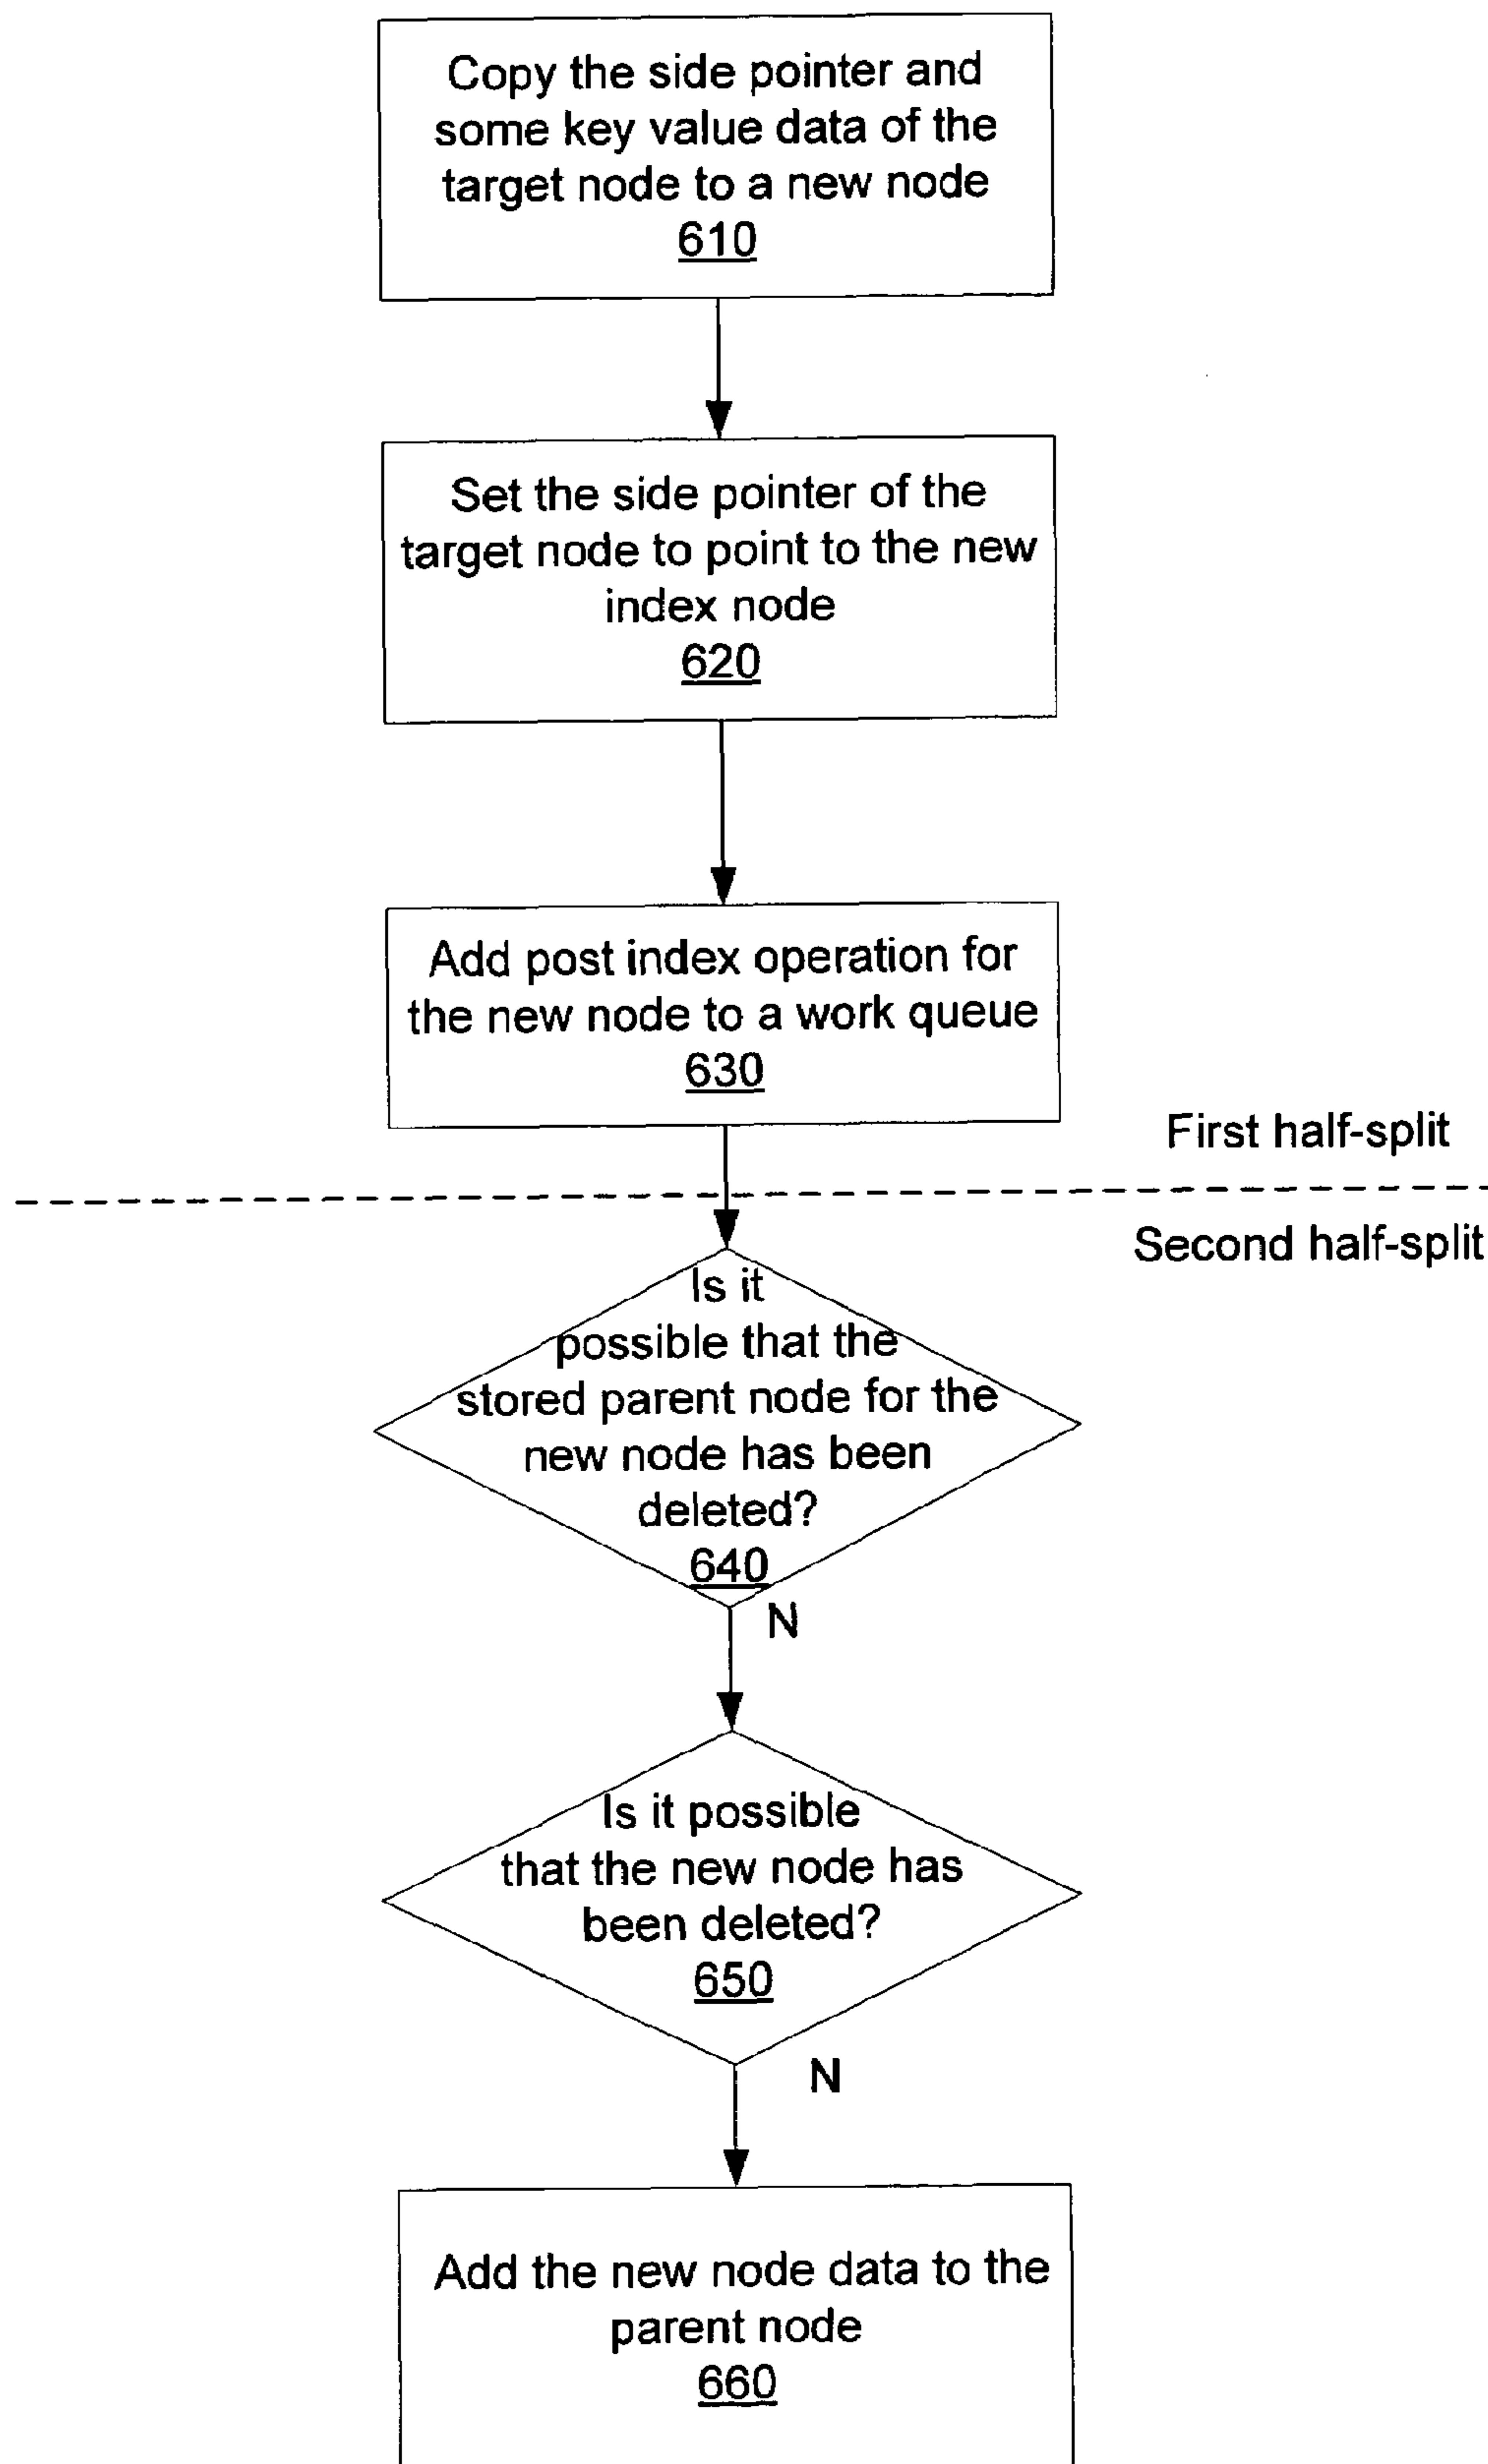 Copy the side pointer and
some key value data of the
target node to a new node
610
Set the side pointer of the
target node to point to the new
index node
620
Add post index operation for
the new node to a work queue
630
First half-split
Second half-split
Is it
possible that the
stored parent node for the
new node has been
deleted?
640
N
Is it possible
that the new node has
been deleted?
650
N
Add the new node data to the
parent node
660